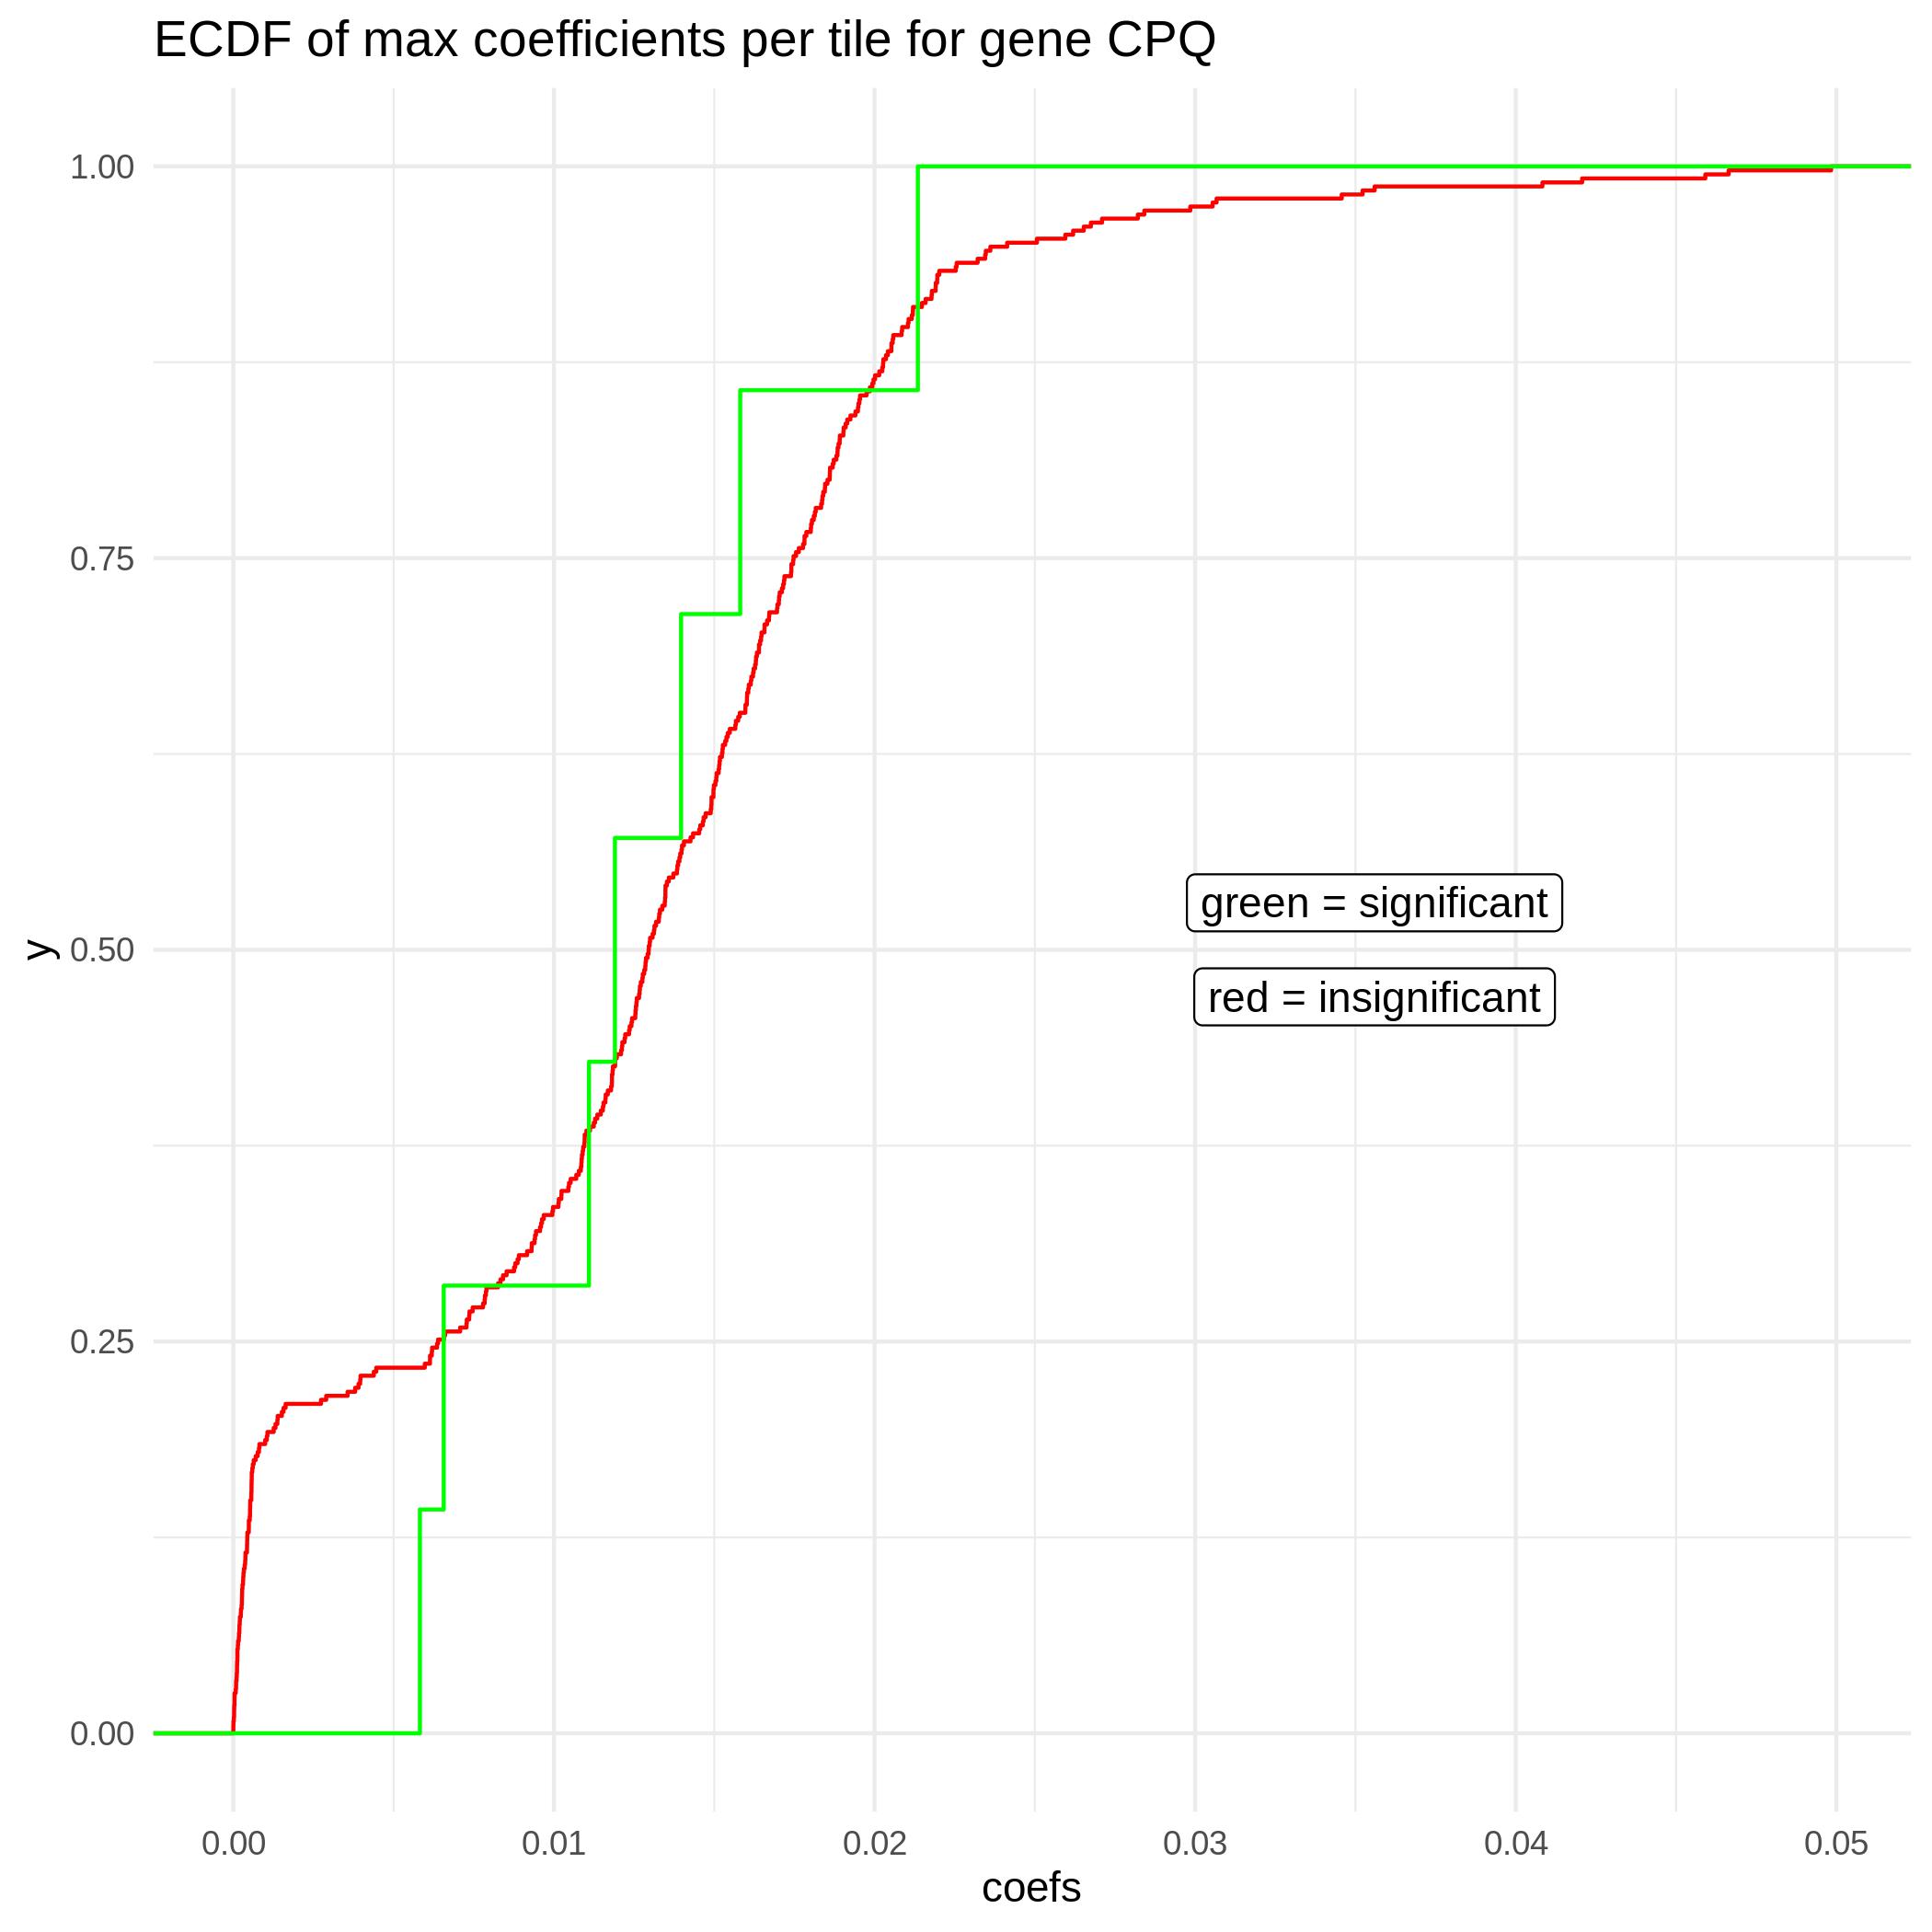 ECDF of max coefficients per tile for gene CPQ
1.00
0.75
0.50
0.25
0.00
y
green = significant
red = insignificant
0.00 0.01 0.02 0.03 0.04 0.05
coefs